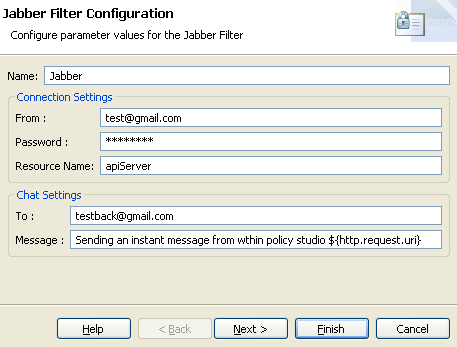 Jabber Filter Configuration
Configure parameter values for the Jabber Filter
Name: Jabber
Connection Settings
From : test@gmail.com
Password : ********
Resource Name: apiServer
Chat Settings
To : testback@gmail.com
Message : Sending an instant message from wthin policy studio ${http.request.uri}
Help < Back Next > Finish Cancel